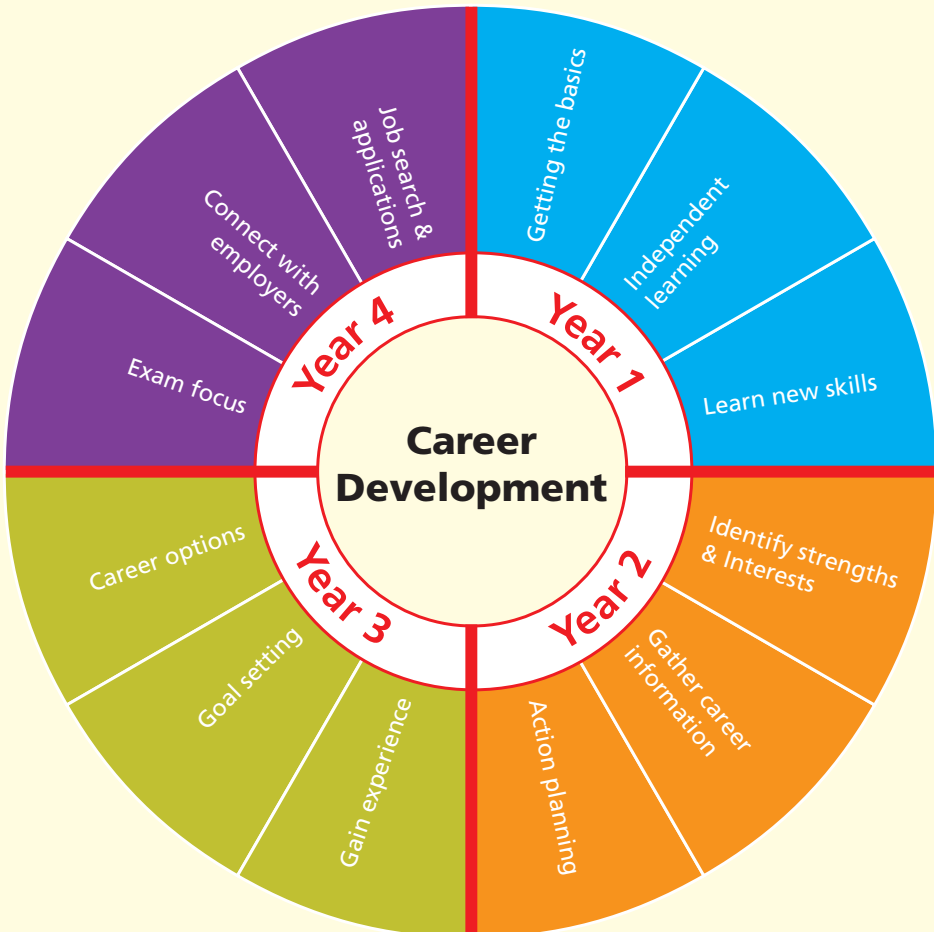 Career
Development
Year 1
Getting the basics
Independent
learning
Learn new skills
Year 2
Identify strengths
& Interests
Gather career
information
Action planning
Year 3
Gain experience
Goal setting
Career options
Year 4
Exam focus
Connect with
employers
Job search &
applications